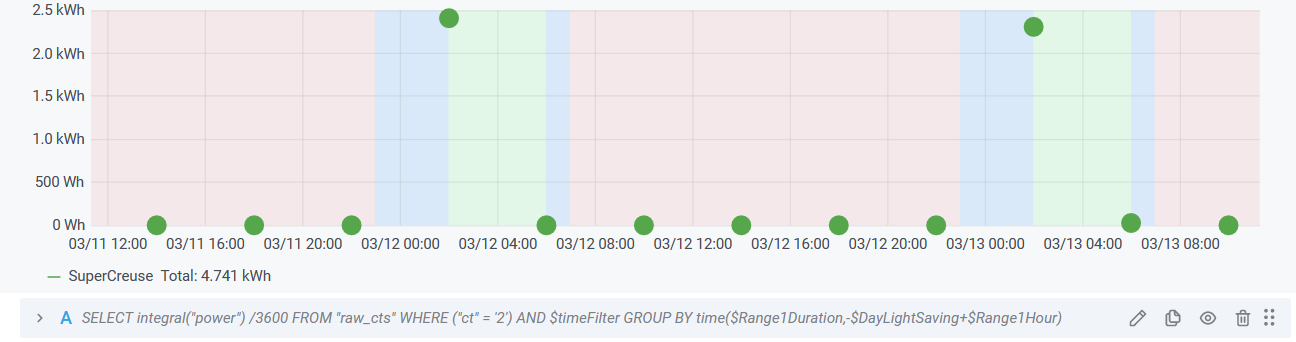 2.5 kWh
2.0 kWh
1.5 kWh
1.0 kWh
500 Wh
0 Wh
03/11 12:00 03/11 16:00 03/11 20:00 03/12 00:00 03/12 04:00 03/12 08:00 03/12 12:00 03/12 16:00 03/12 20:00 03/13 00:00 03/13 04:00 03/13 08:00
SuperCreuse Total: 4.741 kWh
A SELECT integral("power") /3600 FROM "raw_cts" WHERE ("ct" = '2') AND $timeFilter GROUP BY time($Range1Duration,-$DayLightSaving+$Range1Hour)